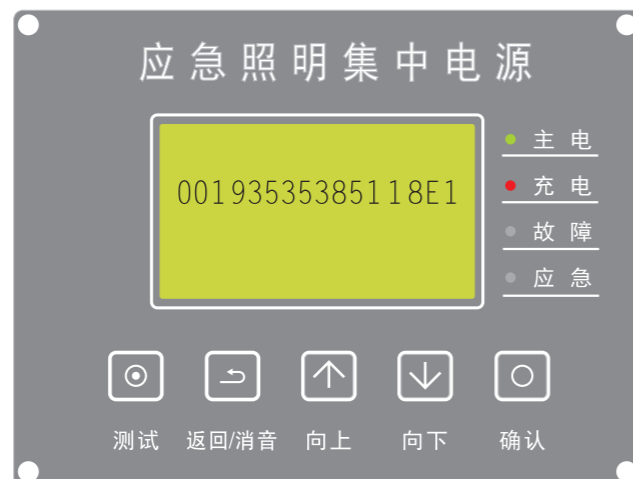 应急照明集中电源
00193535385118E1
主电
充电
故障
应急
测试 返回/消音 向上 向下 确认